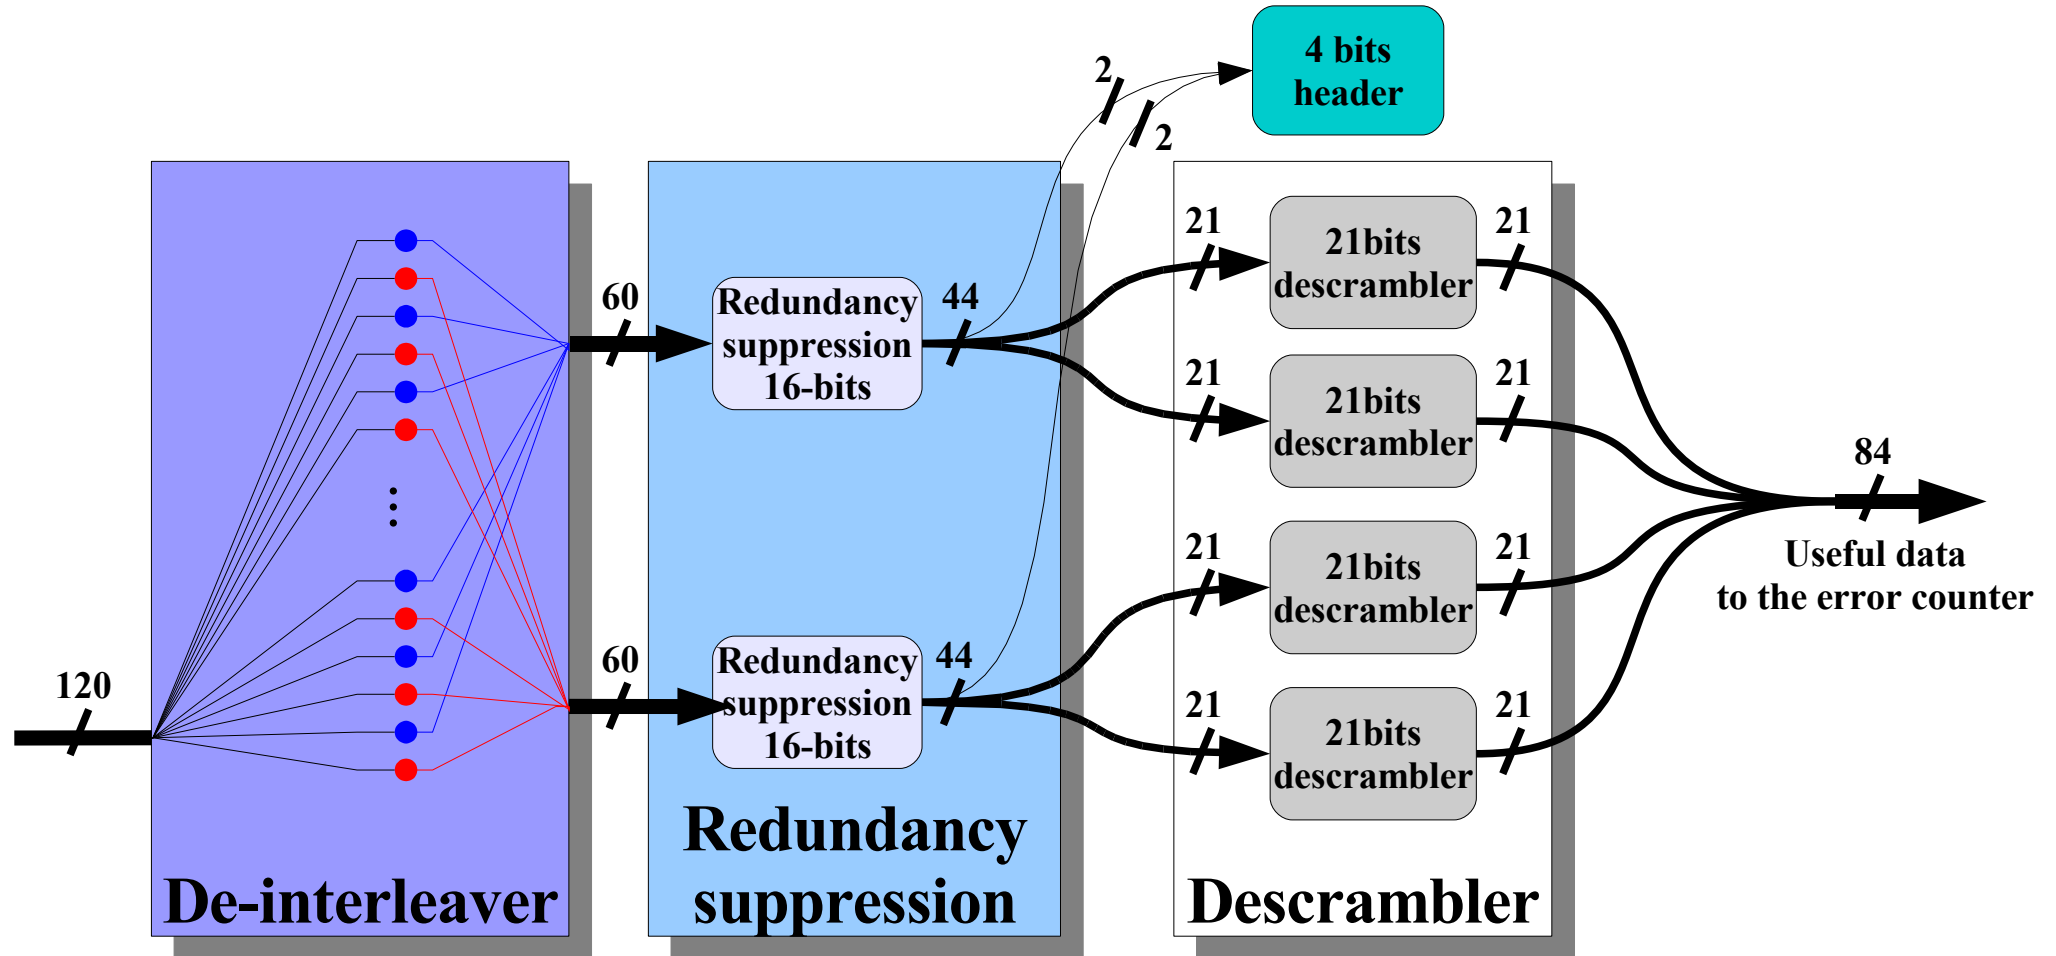 4 bits
header
2
2
120
60
60
Redundancy
suppression
16-bits
44
Redundancy
suppression
16-bits
44
21
21bits
descrambler
21
21
21bits
descrambler
21
21
21bits
descrambler
21
21
21bits
descrambler
21
84
Useful data
to the error counter
De-interleaver
Redundancy
suppression
Descrambler